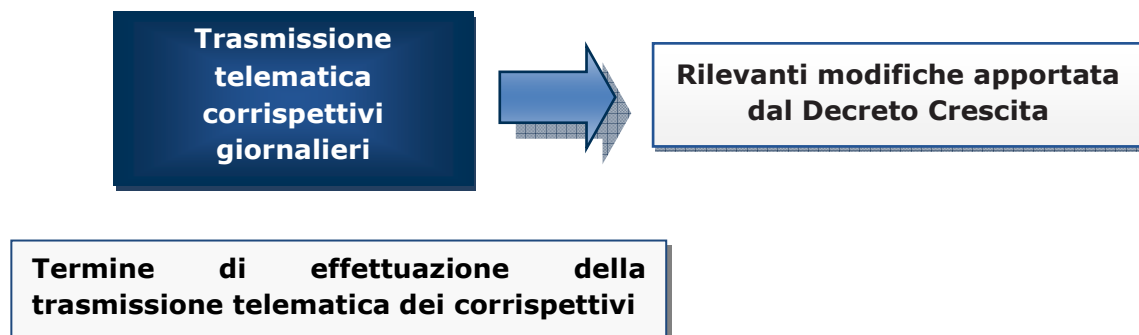 Trasmissione
telematica
corrispettivi
giornalieri
Rilevanti modifiche apportata
dal Decreto Crescita
Termine di effettuazione della
trasmissione telematica dei corrispettivi